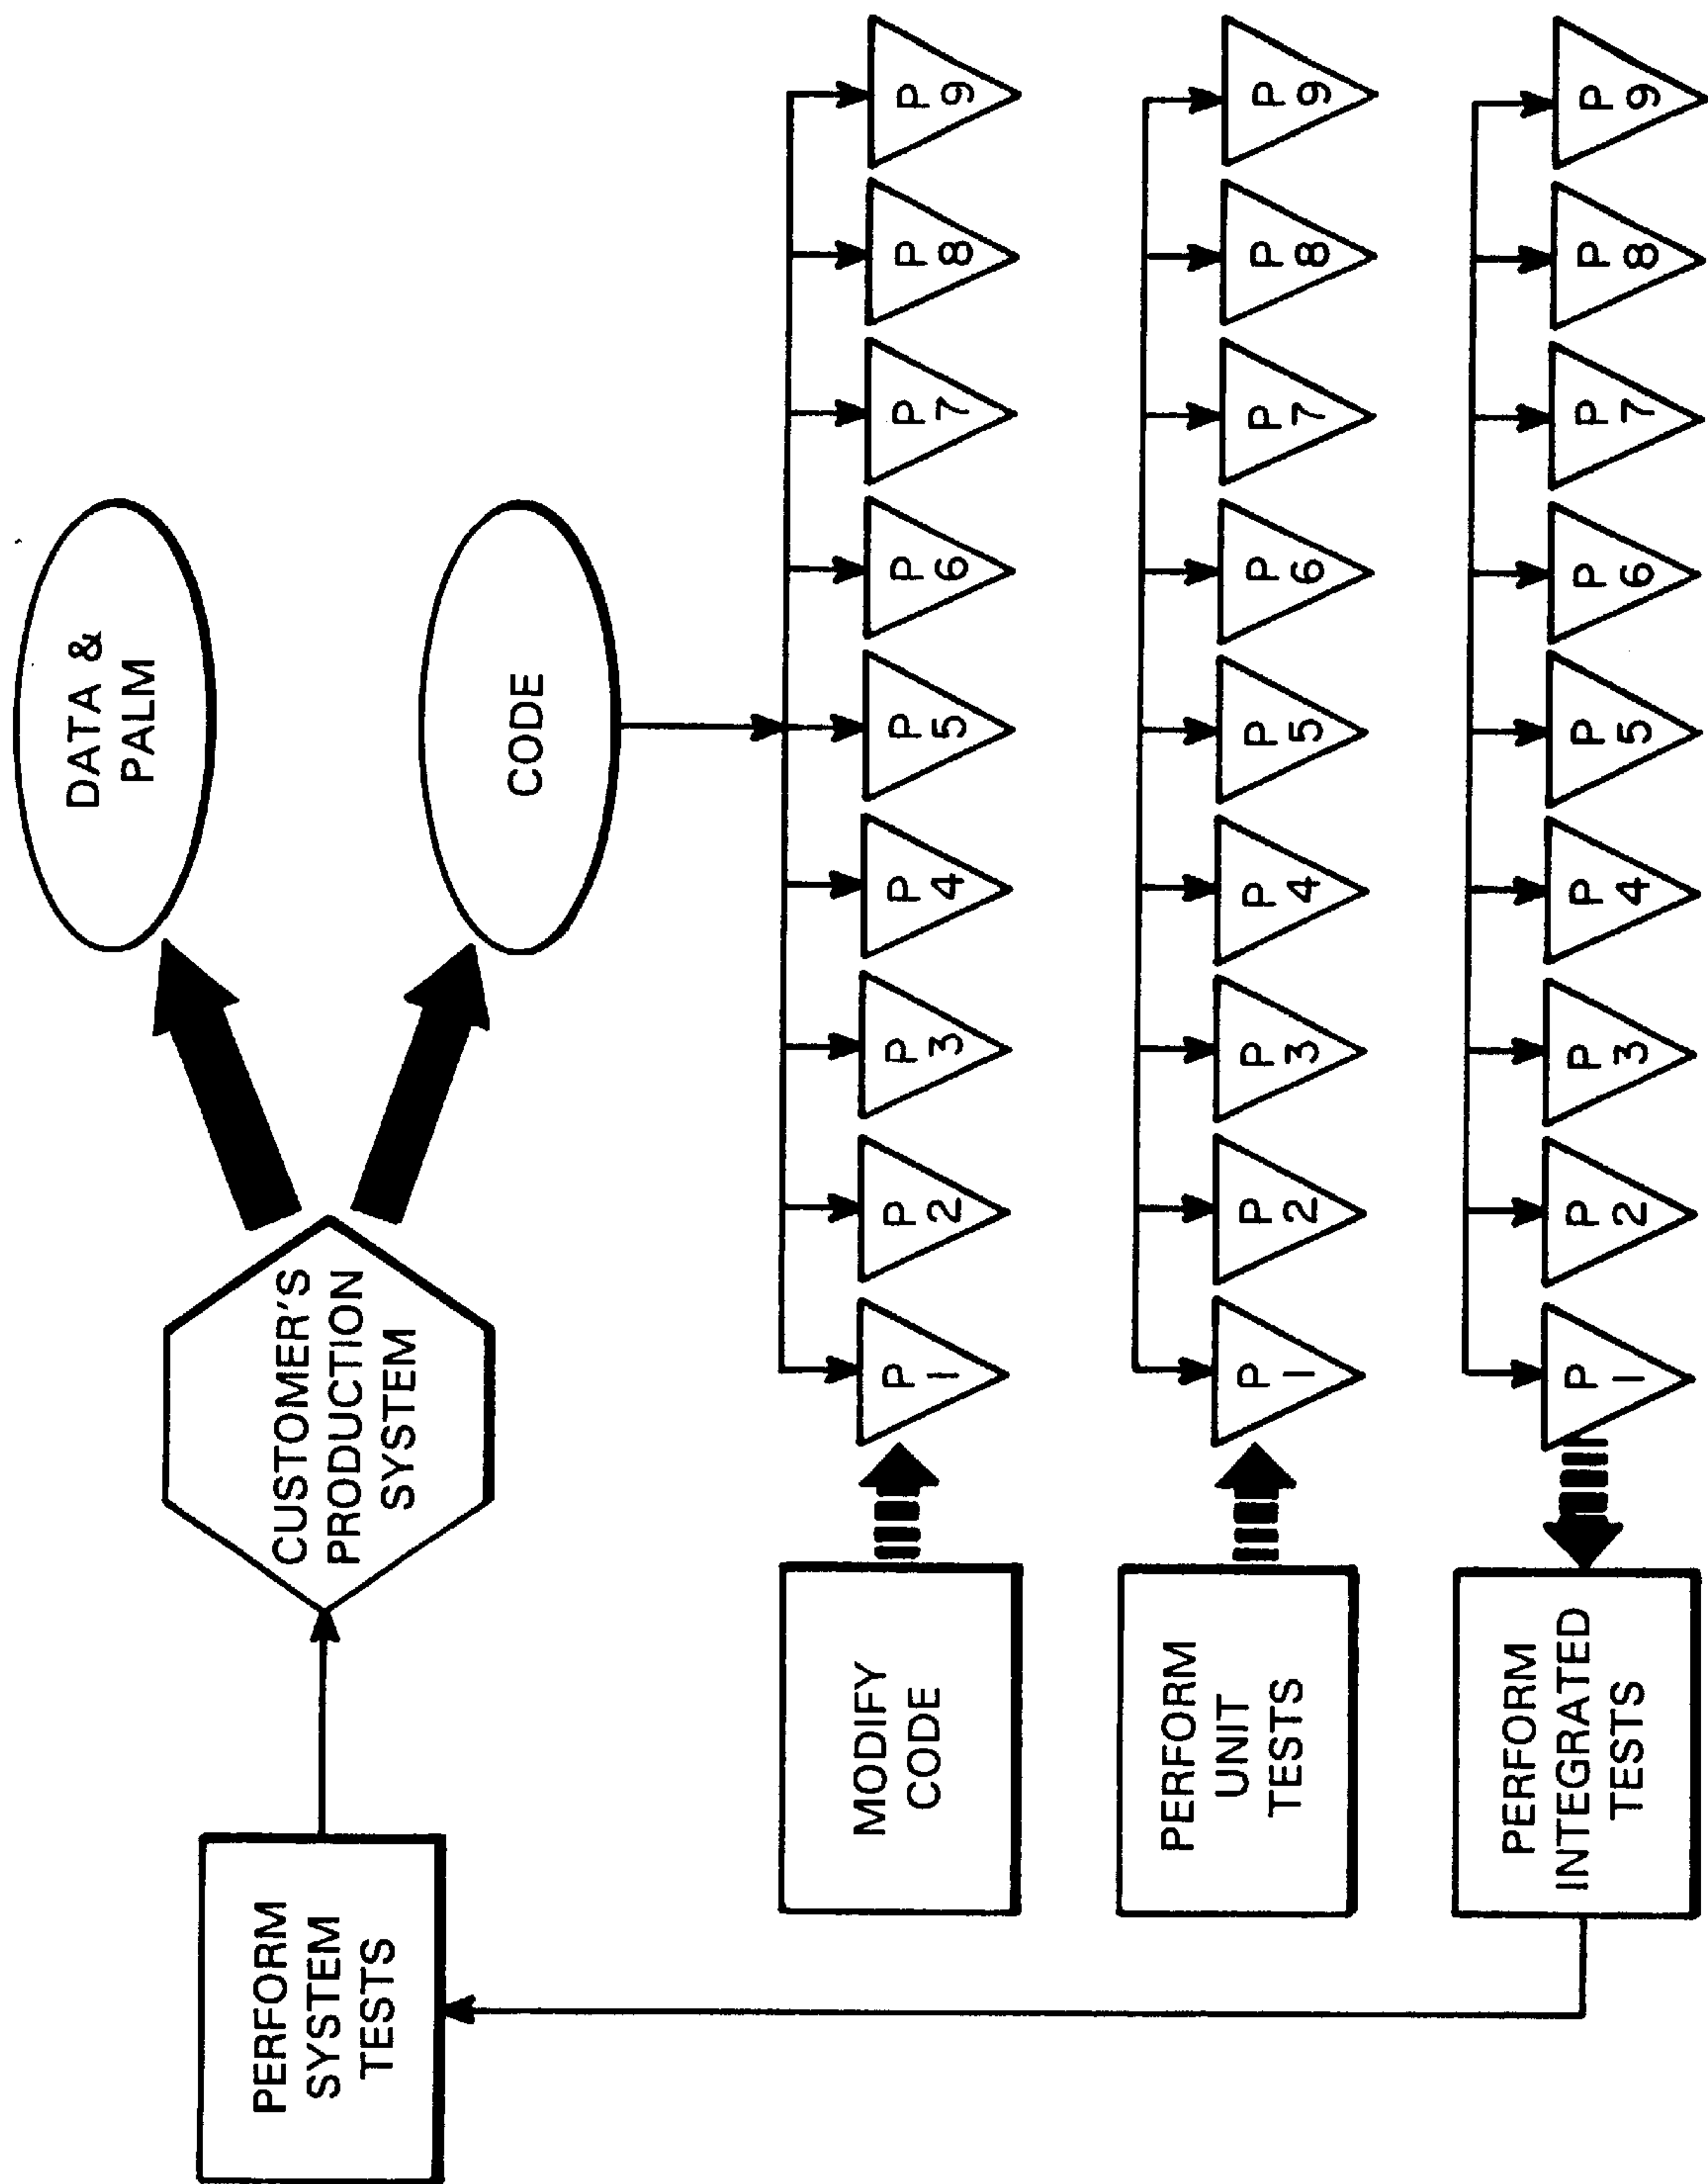 PERFORM
SYSTEM
TESTS
CUSTOMER'S
PRODUCTION
SYSTEM
DATA &
PALM
CODE
MODIFY
CODE
P
1
P
2
P
3
P
4
P
5
P
6
P
7
P
8
P
9
PERFORM
UNIT
TESTS
P
1
P
2
P
3
P
4
P
5
P
6
P
7
P
8
P
9
PERFORM
INTEGRATED
TESTS
P
1
P
2
P
3
P
4
P
5
P
6
P
7
P
8
P
9